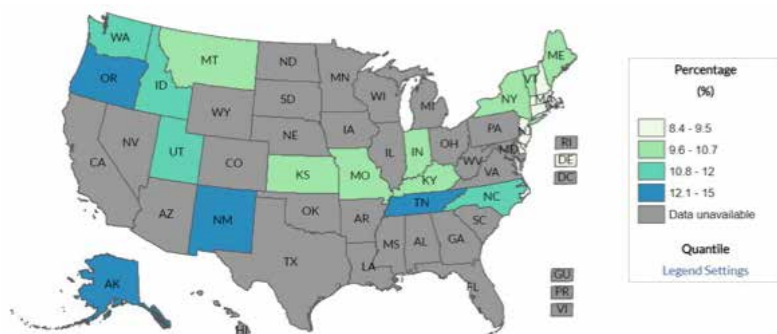 WA
MT
ME
ND
OR
MN
VT
ID
SD
WI
NY
WY
MI
IA
PA
NE
NV
OH
IL
IN
RI
UT
MD
DE
CO
WV
CA
KS
MO
VA
KY
DC
NC
TN
AZ
OK
NM
AR
SC
MS
AL
GA
TX
LA
AK
FL
GU
PR
VI
HI
Percentage
(%)
8.4 - 9.5
9.6 - 10.7
10.8 - 12
12.1 - 15
Data unavailable
Quantile
Legend Settings